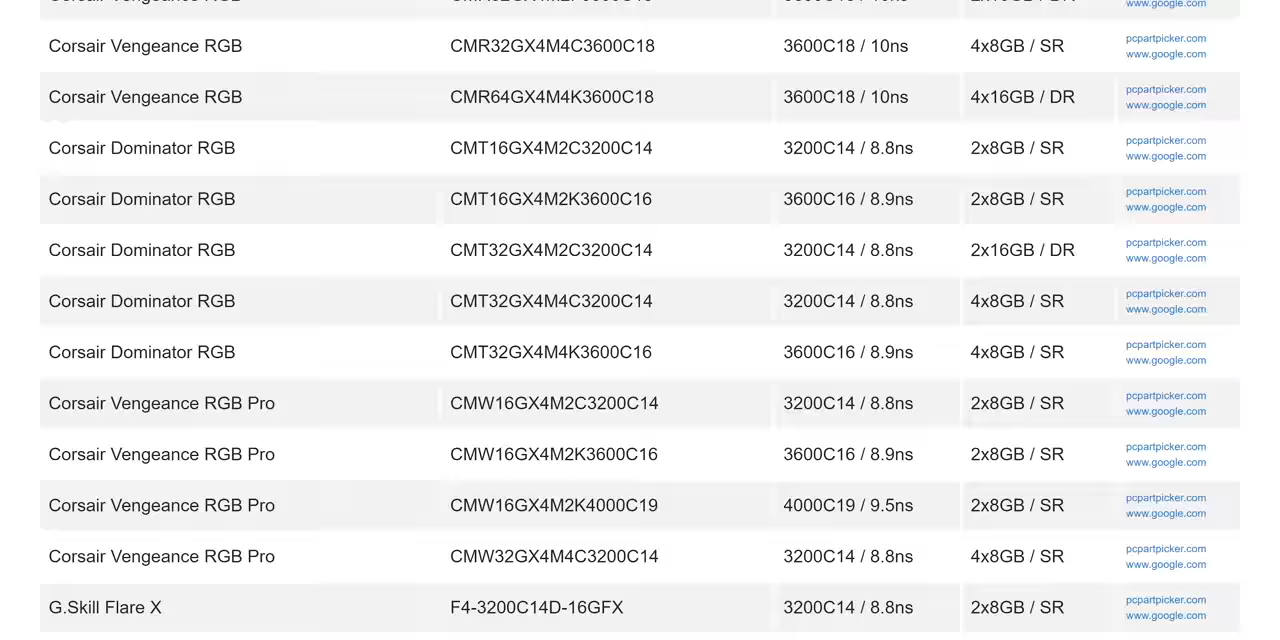 Corsair Vengeance RGB CMR32GX4M4C3600C18 3600C18 / 10ns 4x8GB / SR pcpartpicker.com
www.google.com
Corsair Vengeance RGB CMR64GX4M4K3600C18 3600C18 / 10ns 4x16GB / DR pcpartpicker.com
www.google.com
Corsair Dominator RGB CMT16GX4M2C3200C14 3200C14 / 8.8ns 2x8GB / SR pcpartpicker.com
www.google.com
Corsair Dominator RGB CMT16GX4M2K3600C16 3600C16 / 8.9ns 2x8GB / SR pcpartpicker.com
www.google.com
Corsair Dominator RGB CMT32GX4M2C3200C14 3200C14 / 8.8ns 2x16GB / DR pcpartpicker.com
www.google.com
Corsair Dominator RGB CMT32GX4M4C3200C14 3200C14 / 8.8ns 4x8GB / SR pcpartpicker.com
www.google.com
Corsair Dominator RGB CMT32GX4M4K3600C16 3600C16 / 8.9ns 4x8GB / SR pcpartpicker.com
www.google.com
Corsair Vengeance RGB Pro CMW16GX4M2C3200C14 3200C14 / 8.8ns 2x8GB / SR pcpartpicker.com
www.google.com
Corsair Vengeance RGB Pro CMW16GX4M2K3600C16 3600C16 / 8.9ns 2x8GB / SR pcpartpicker.com
www.google.com
Corsair Vengeance RGB Pro CMW16GX4M2K4000C19 4000C19 / 9.5ns 2x8GB / SR pcpartpicker.com
www.google.com
Corsair Vengeance RGB Pro CMW32GX4M4C3200C14 3200C14 / 8.8ns 4x8GB / SR pcpartpicker.com
www.google.com
G.Skill Flare X F4-3200C14D-16GFX 3200C14 / 8.8ns 2x8GB / SR pcpartpicker.com
www.google.com